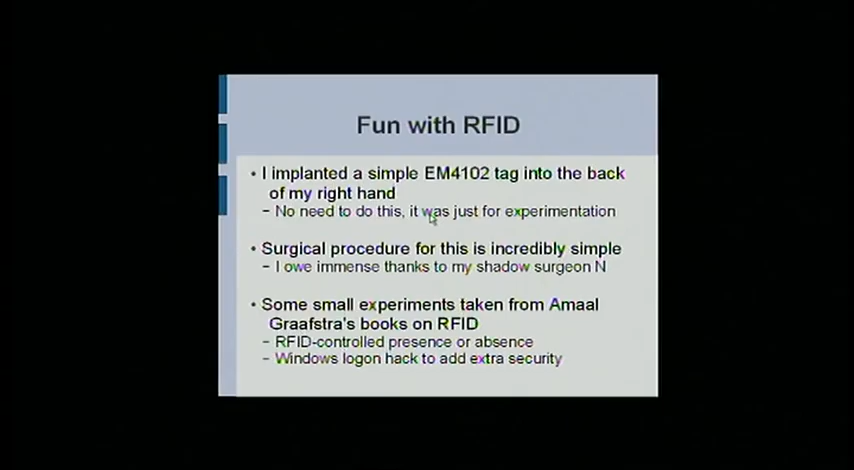 Fun with RFID
• I implanted a simple EM4102 tag into the back
of my right hand
– No need to do this, it was just for experimentation
• Surgical procedure for this is incredibly simple
– I owe immense thanks to my shadow surgeon N
• Some small experiments taken from Amaal
Graafstra's books on RFID
– RFID-controlled presence or absence
– Windows logon hack to add extra security